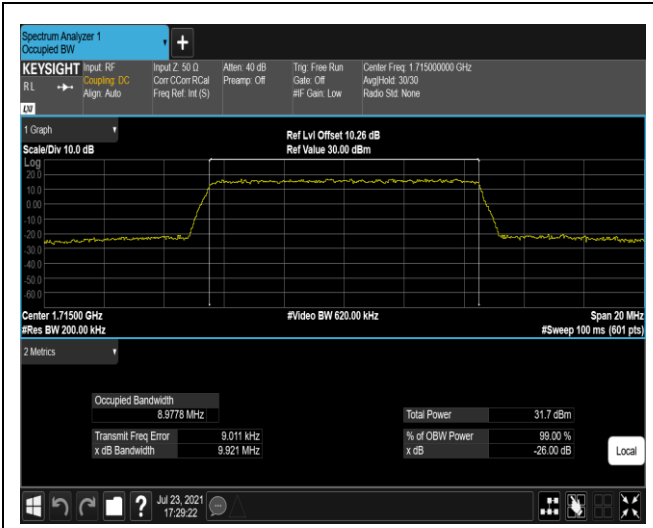 Spectrum Analyzer 1
Occupied BW
+
KEYSIGHT Input: RF Input Z: 50 Ω Atten: 40 dB Trig: Free Run Center Freq: 1.715000000 GHz
RL Coupling: DC Corr CCorr RCal Preamp: Off Gate: Off Avg|Hold: 30/30
Align: Auto Freq Ref: Int (S) #IF Gain: Low Radio Std: None
LXI
1 Graph
Ref Lvl Offset 10.26 dB
Scale/Div 10.0 dB Ref Value 30.00 dBm
Log
20.0
10.0
0.00
-10.0
-20.0
-30.0
-40.0
-50.0
-60.0
Center 1.71500 GHz #Video BW 620.00 kHz Span 20 MHz
#Res BW 200.00 kHz #Sweep 100 ms (601 pts)
2 Metrics
Occupied Bandwidth
8.9778 MHz Total Power 31.7 dBm
Transmit Freq Error 9.011 kHz % of OBW Power 99.00 %
x dB Bandwidth 9.921 MHz x dB -26.00 dB
Local
? Jul 23, 2021
17:29:22